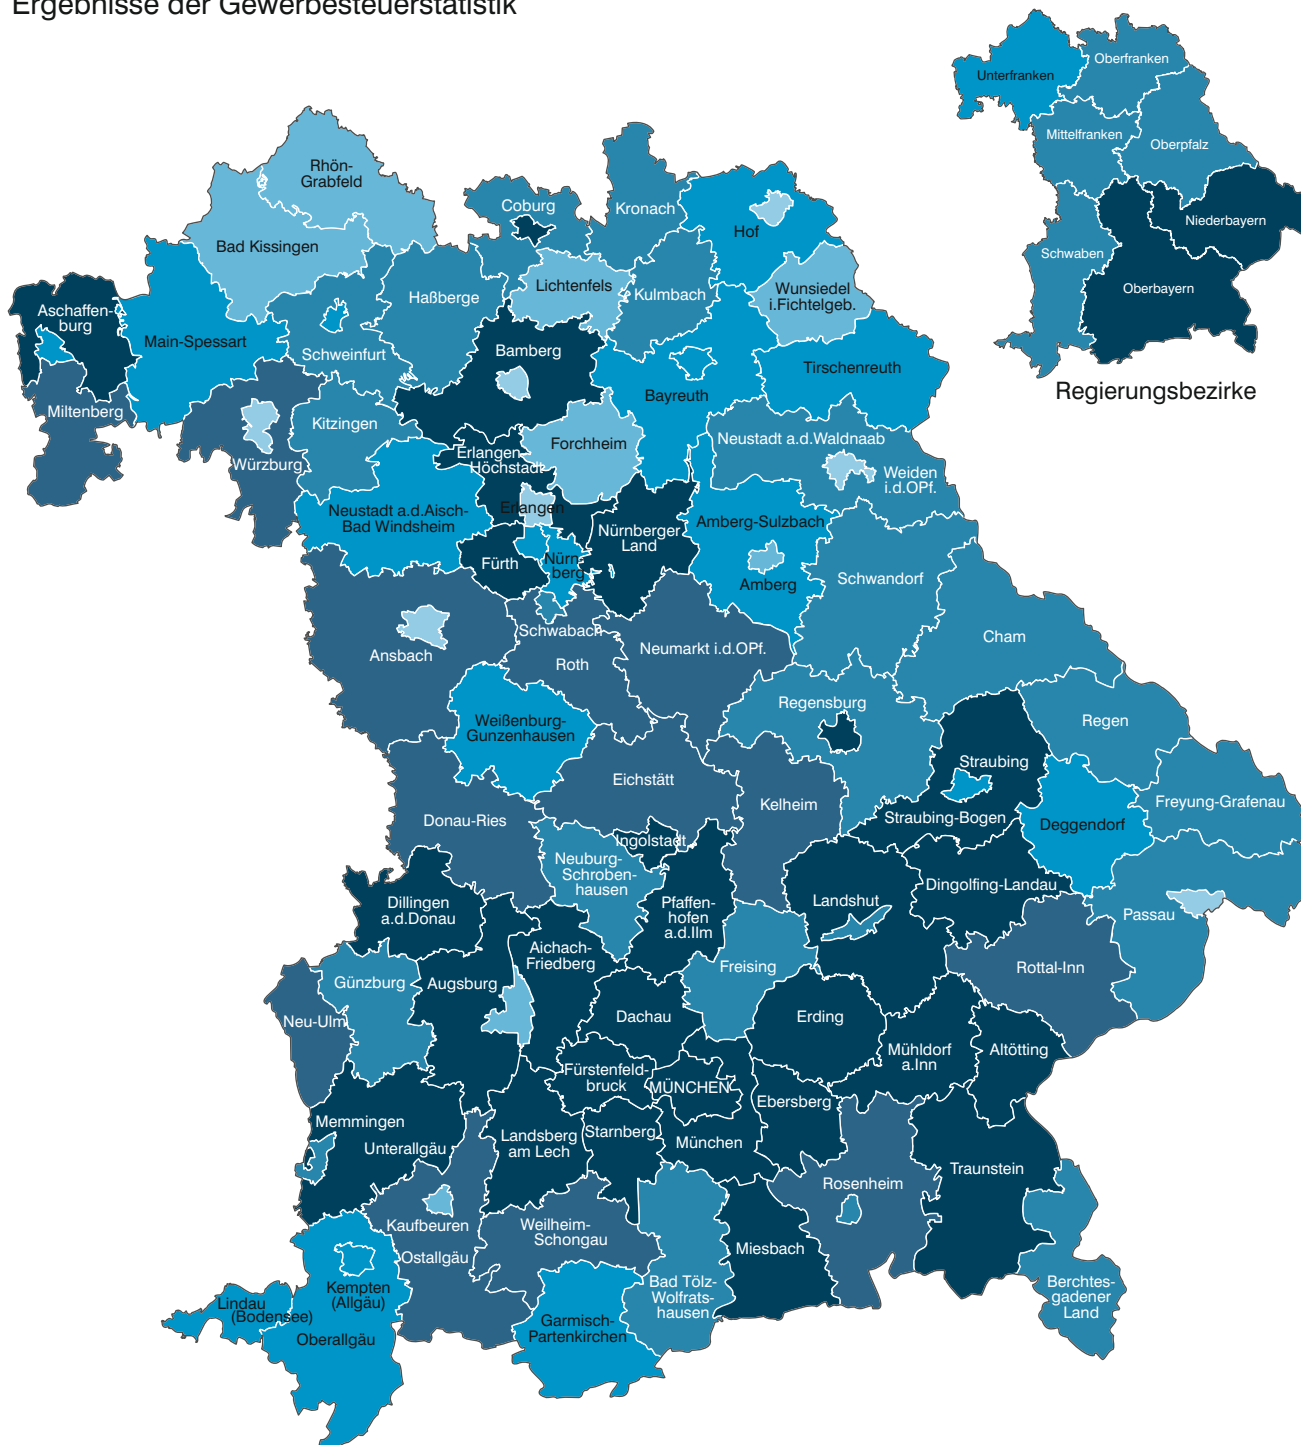 Ergebnisse der Gewerbesteuerstatistik
Unterfranken
Oberfranken
Mittelfranken
Oberpfalz
Niederbayern
Schwaben
Oberbayern
Regierungsbezirke
Rhön-
Grabfeld
Bad Kissingen
Coburg
Kronach
Hof
Aschaffen-
burg
Main-Spessart
Haßberge
Lichtenfels
Kulmbach
Wunsiedel
i.Fichtelgeb.
Schweinfurt
Bamberg
Bayreuth
Tirschenreuth
Miltenberg
Würzburg
Kitzingen
Forchheim
Erlangen-
Höchstadt
Neustadt a.d.Waldnaab
Weiden
i.d.OPf.
Neustadt a.d.Aisch-
Bad Windsheim
Erlangen
Fürth
Nürn-
berg
Nürnberger
Land
Amberg-Sulzbach
Amberg
Schwandorf
Cham
Ansbach
Schwabach
Roth
Neumarkt i.d.OPf.
Weißenburg-
Gunzenhausen
Regensburg
Regen
Straubing
Straubing-Bogen
Freyung-Grafenau
Eichstätt
Kelheim
Deggendorf
Donau-Ries
Ingolstadt
Neuburg-
Schroben-
hausen
Pfaffen-
hofen
a.d.Ilm
Landshut
Dingolfing-Landau
Passau
Dillingen
a.d.Donau
Aichach-
Friedberg
Freising
Rottal-Inn
Günzburg
Augsburg
Neu-Ulm
Dachau
Erding
Mühldorf
a.Inn
Altötting
Fürstenfeld-
bruck
MÜNCHEN
Ebersberg
Memmingen
Unterallgäu
Landsberg
am Lech
Starnberg
München
Traunstein
Rosenheim
Kaufbeuren
Ostallgäu
Weilheim-
Schongau
Miesbach
Bad Tölz-
Wolfrats-
hausen
Berchtes-
gadener
Land
Kempten
(Allgäu)
Lindau
(Bodensee)
Oberallgäu
Garmisch-
Partenkirchen